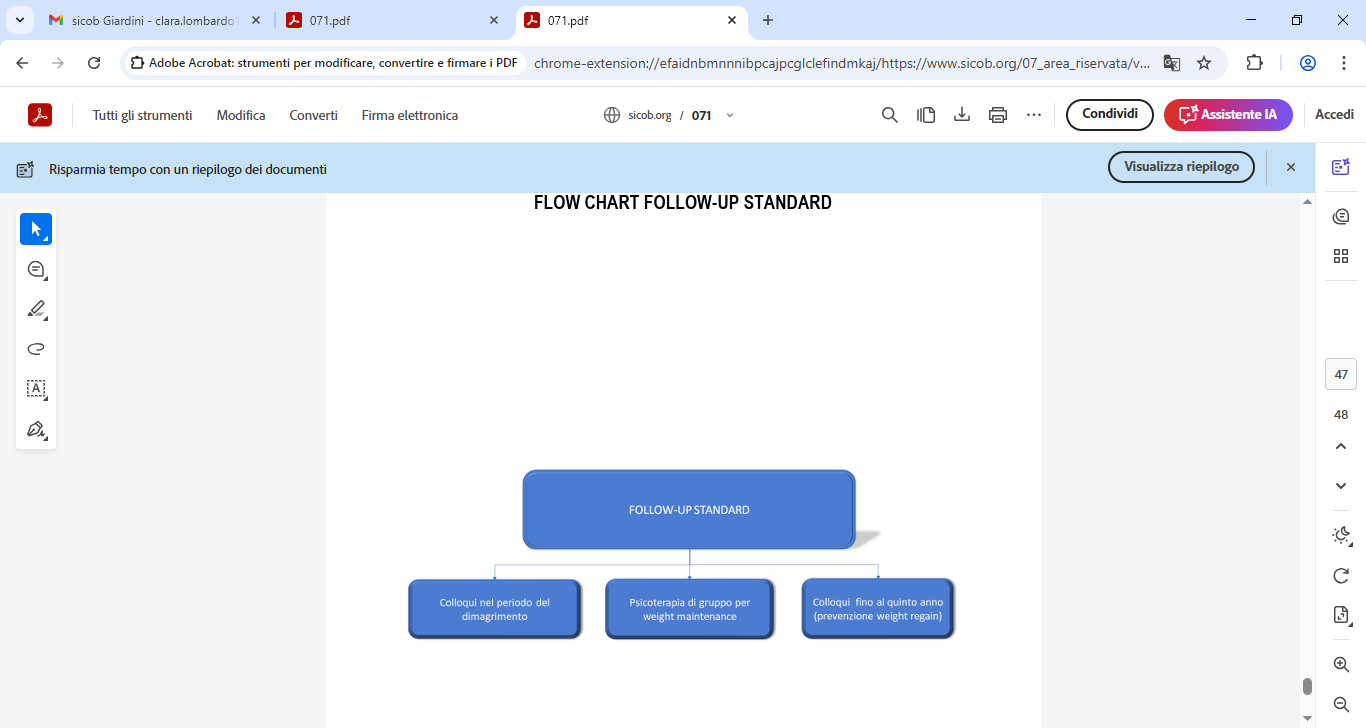 sicob Giardini - clara.lombardo
071.pdf
071.pdf
Adobe Acrobat: strumenti per modificare, convertire e firmare i PDF
chrome-extension://efaidnbmnnnibpcajpcglclefindmkaj/https://www.sicob.org/07_area_riservata/v...
Tutti gli strumenti
Modifica
Converti
Firma elettronica
sicob.org / 071
Condividi
Assistente IA
Accedi
Risparmia tempo con un riepilogo dei documenti
Visualizza riepilogo
FLOW CHART FOLLOW-UP STANDARD
A
47
48
FOLLOW-UP STANDARD
Colloqui nel periodo del
dimagrimento
Psicoterapia di gruppo per
weight maintenance
Colloqui fino al quinto anno
(prevenzione weight regain)